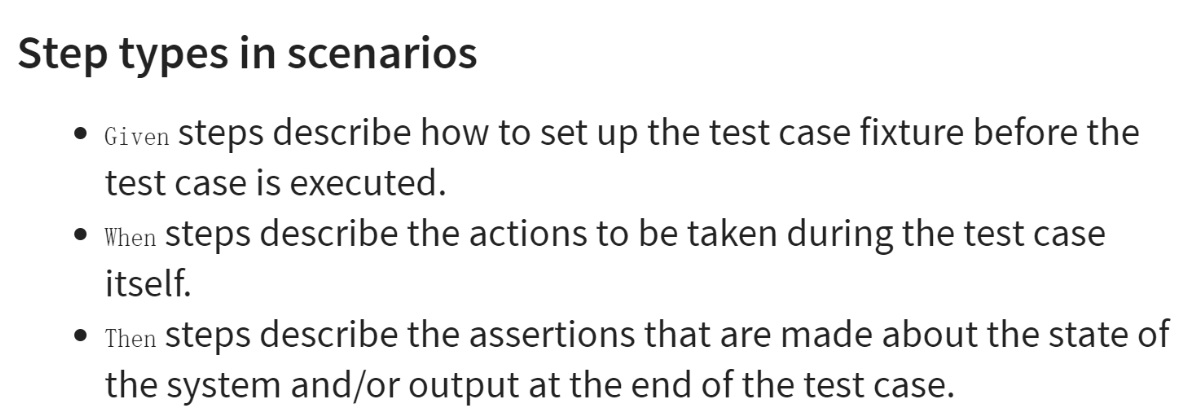 Step types in scenarios
• Given steps describe how to set up the test case fixture before the
test case is executed.
• When steps describe the actions to be taken during the test case
itself.
• Then steps describe the assertions that are made about the state of
the system and/or output at the end of the test case.